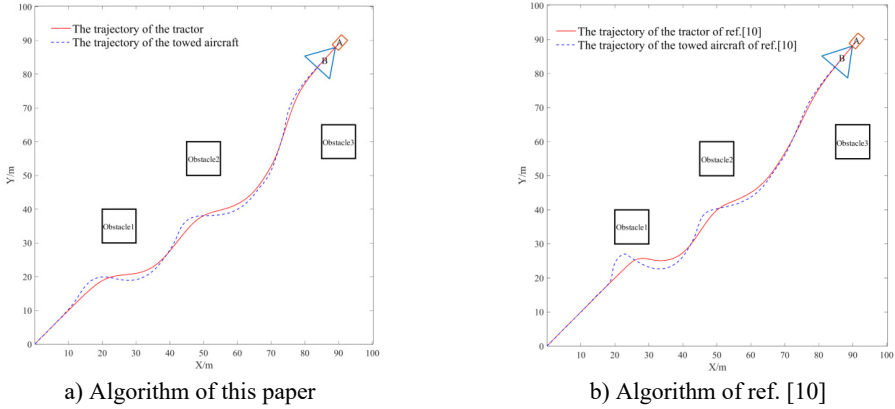 100
90
80
70
60
50
40
30
20
10
0
Y/m
The trajectory of the tractor
The trajectory of the towed aircraft
A
B
Obstacle1
Obstacle2
Obstacle3
10 20 30 40 50 60 70 80 90 100
X/m
a) Algorithm of this paper
100
90
80
70
60
50
40
30
20
10
0
Y/m
The trajectory of the tractor of ref.[10]
The trajectory of the towed aircraft of ref.[10]
A
B
Obstacle1
Obstacle2
Obstacle3
10 20 30 40 50 60 70 80 90 100
X/m
b) Algorithm of ref. [10]